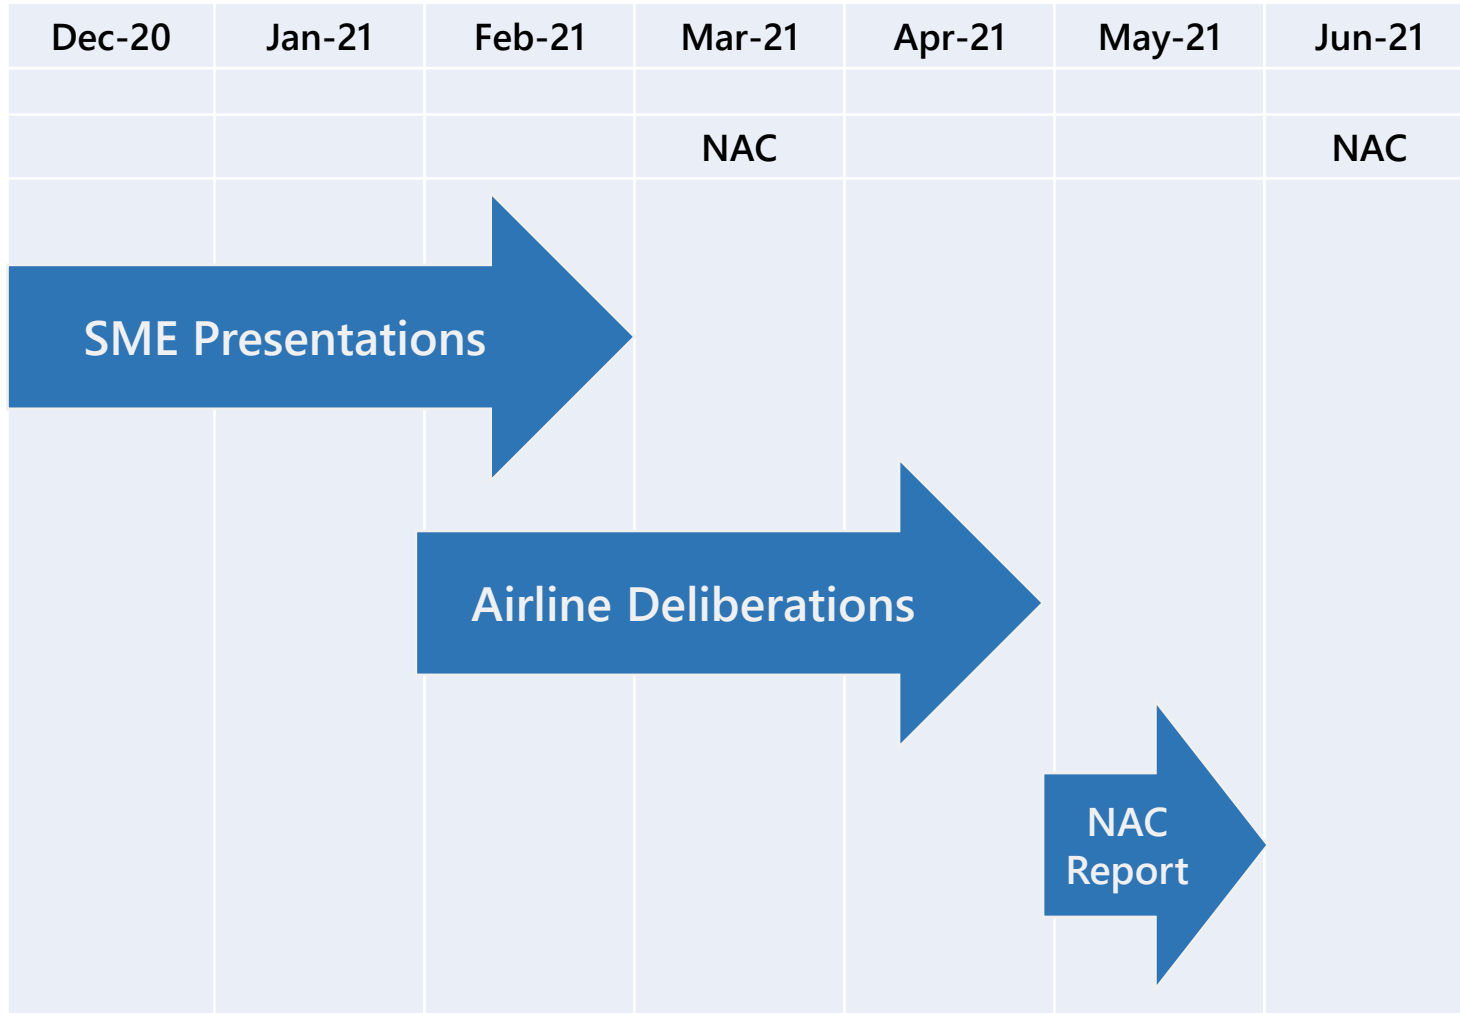 Dec-20 Jan-21 Feb-21 Mar-21 Apr-21 May-21 Jun-21
NAC NAC
SME Presentations
Airline Deliberations
NAC
Report